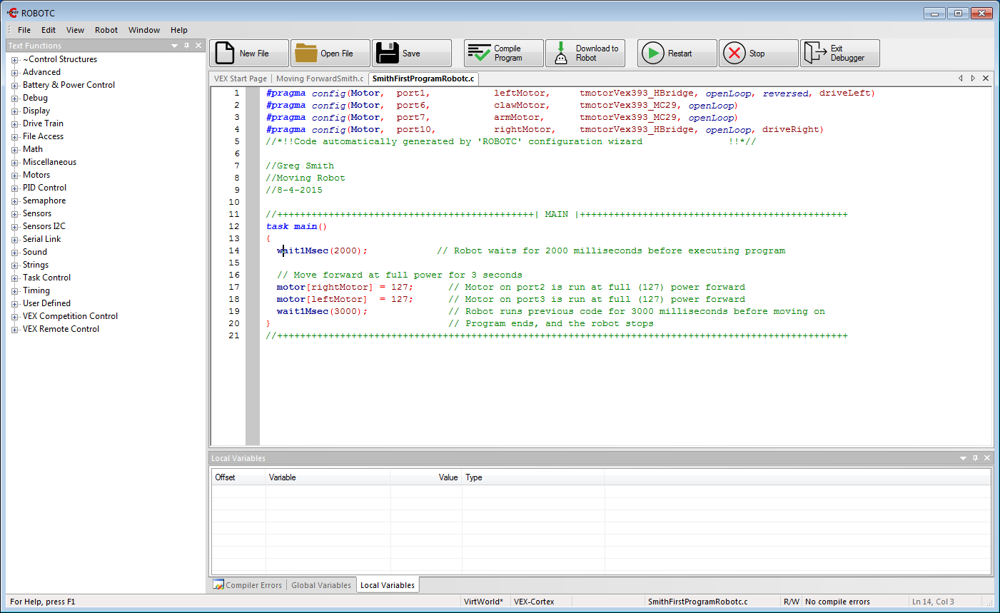 ROBOTC
File Edit View Robot Window Help
Text Functions
~Control Structures
Advanced
Battery & Power Control
Debug
Display
Drive Train
File Access
Math
Miscellaneous
Motors
PID Control
Semaphore
Sensors
Sensors I2C
Serial Link
Sound
Strings
Task Control
Timing
User Defined
VEX Competition Control
VEX Remote Control
New File Open File Save Compile Program Download to Robot Restart Stop Exit Debugger
VEX Start Page Moving ForwardSmith.c SmithFirstProgramRobotc.c
1 #pragma config(Motor, port1, leftMotor, tmotorVex393_HBridge, openLoop, reversed, driveLeft)
2 #pragma config(Motor, port6, clawMotor, tmotorVex393_MC29, openLoop)
3 #pragma config(Motor, port7, armMotor, tmotorVex393_MC29, openLoop)
4 #pragma config(Motor, port10, rightMotor, tmotorVex393_HBridge, openLoop, driveRight)
5 //*!!Code automatically generated by 'ROBOTC' configuration wizard !!*//
6
7 //Greg Smith
8 //Moving Robot
9 //8-4-2015
10
11 //+++++++++++++++++++++++++++++++++++++++++++++| MAIN |+++++++++++++++++++++++++++++++++++++++++++++++
12 task main()
13 {
14 wait1Msec(2000); // Robot waits for 2000 milliseconds before executing program
15
16 // Move forward at full power for 3 seconds
17 motor[rightMotor] = 127; // Motor on port2 is run at full (127) power forward
18 motor[leftMotor] = 127; // Motor on port3 is run at full (127) power forward
19 wait1Msec(3000); // Robot runs previous code for 3000 milliseconds before moving on
20 } // Program ends, and the robot stops
21 //++++++++++++++++++++++++++++++++++++++++++++++++++++++++++++++++++++++++++++++++++++++++++++++++++++
Local Variables
Offset Variable Value Type
Compiler Errors Global Variables Local Variables
For Help, press F1 VirtWorld* VEX-Cortex SmithFirstProgramRobotc.c R/W No compile errors Ln 14, Col 3